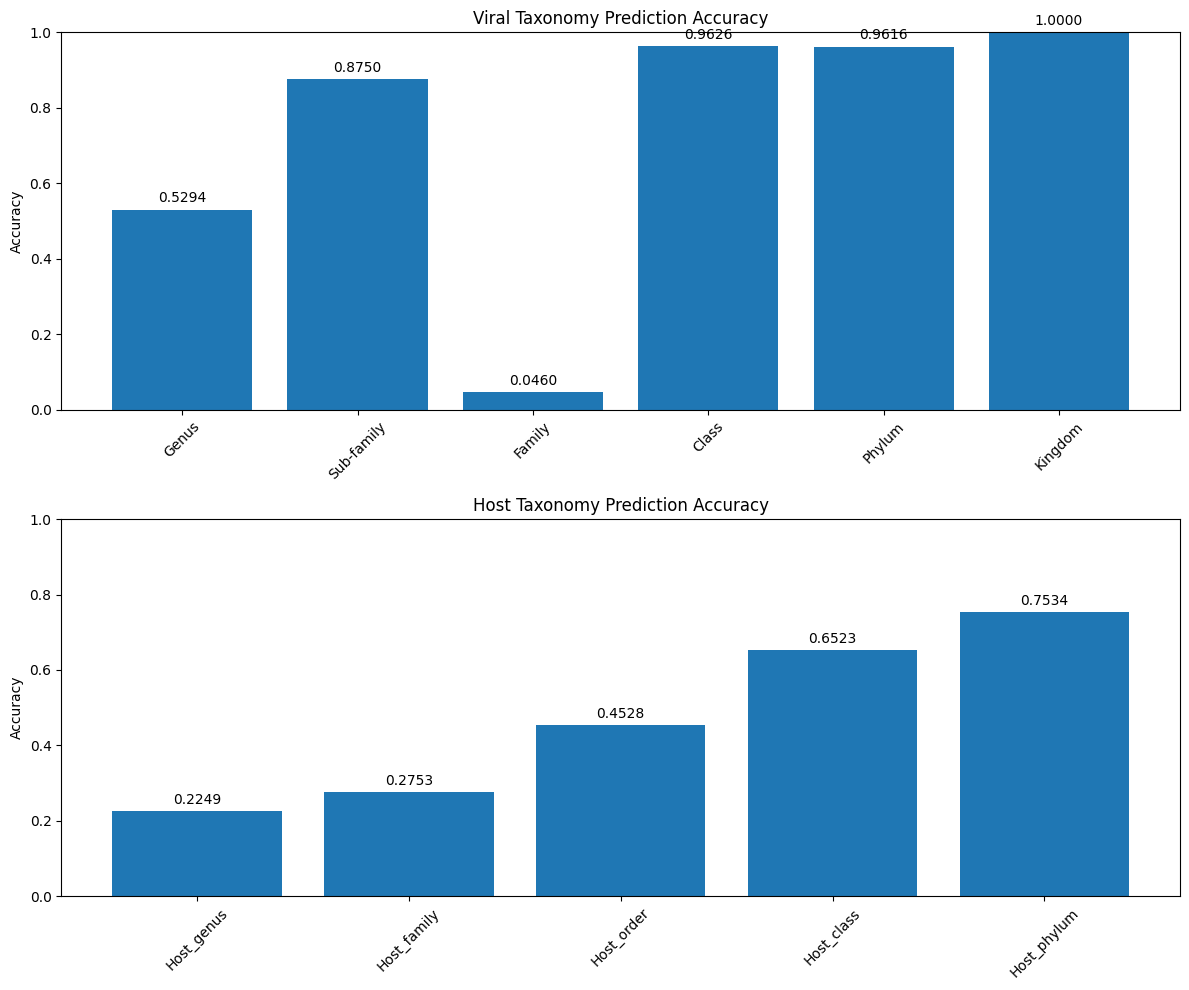 Viral Taxonomy Prediction Accuracy
1.0000
0.9626
0.9616
0.8750
0.5294
0.0460
1.0
0.8
0.6
0.4
0.2
0.0
Accuracy
Genus
Sub-family
Family
Class
Phylum
Kingdom
Host Taxonomy Prediction Accuracy
1.0
0.8
0.6
0.4
0.2
0.0
Accuracy
0.2249
0.2753
0.4528
0.6523
0.7534
Host_genus
Host_family
Host_order
Host_class
Host_phylum